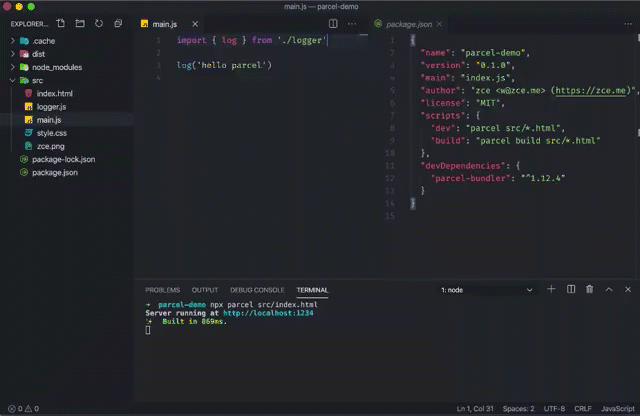 main.js — parcel-demo
EXPLORER...
.cache
dist
node_modules
src
index.html
logger.js
main.js
style.css
zce.png
package-lock.json
package.json
main.js
1 import { log } from './logger'
2
3 log('hello parcel')
4
package.json
1 {
2 "name": "parcel-demo",
3 "version": "0.1.0",
4 "main": "index.js",
5 "author": "zce <w@zce.me> (https://zce.me)",
6 "license": "MIT",
7 "scripts": {
8 "dev": "parcel src/*.html",
9 "build": "parcel build src/*.html"
10 },
11 "devDependencies": {
12 "parcel-bundler": "^1.12.4"
13 }
14 }
15
PROBLEMS OUTPUT DEBUG CONSOLE TERMINAL 1: node
→ parcel-demo npx parcel src/index.html
Server running at http://localhost:1234
✨ Built in 869ms.
0 0 Ln 1, Col 31 Spaces: 2 UTF-8 CRLF JavaScript